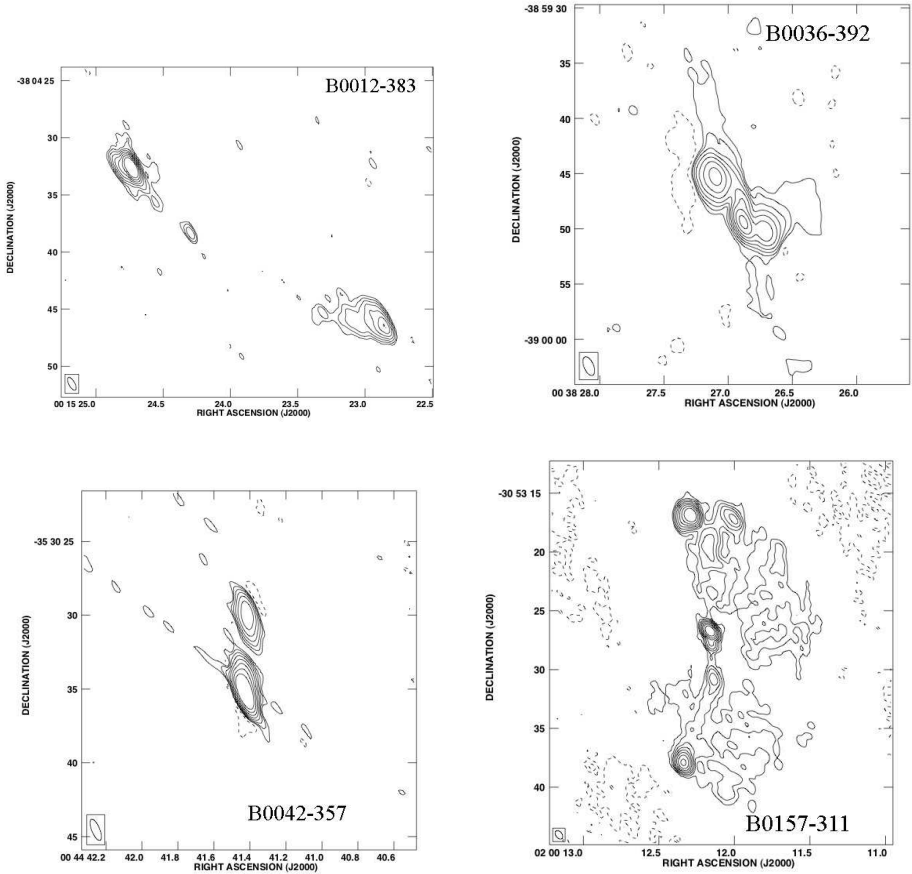 B0012-383
-38 04 25
30
35
40
45
50
DECLINATION (J2000)
00 15 25.0 24.5 24.0 23.5 23.0 22.5
RIGHT ASCENSION (J2000)
B0036-392
-38 59 30
35
40
45
50
55
-39 00 00
DECLINATION (J2000)
00 38 28.0 27.5 27.0 26.5 26.0
RIGHT ASCENSION (J2000)
-35 30 25
30
35
40
45
DECLINATION (J2000)
B0042-357
00 44 42.2 42.0 41.8 41.6 41.4 41.2 41.0 40.8 40.6
RIGHT ASCENSION (J2000)
-30 53 15
20
25
30
35
40
DECLINATION (J2000)
B0157-311
02 00 13.0 12.5 12.0 11.5 11.0
RIGHT ASCENSION (J2000)